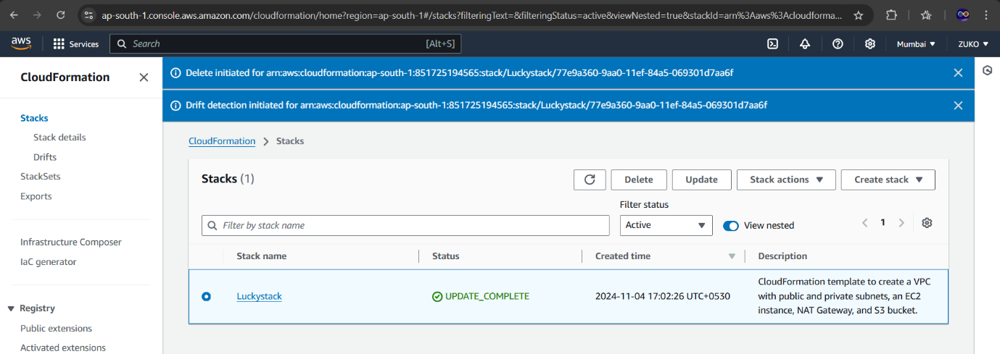 ap-south-1.console.aws.amazon.com/cloudformation/home?region=ap-south-1#/stacks?filteringText=&filteringStatus=active&viewNested=true&stackId=arn%3Aaws%3Acloudforma...
aws Services Search [Alt+S] Mumbai ZUKO
CloudFormation
Stacks
Stack details
Drifts
StackSets
Exports
Infrastructure Composer
IaC generator
Registry
Public extensions
Activated extensions
Delete initiated for arn:aws:cloudformation:ap-south-1:851725194565:stack/Luckystack/77e9a360-9aa0-11ef-84a5-069301d7aa6f
Drift detection initiated for arn:aws:cloudformation:ap-south-1:851725194565:stack/Luckystack/77e9a360-9aa0-11ef-84a5-069301d7aa6f
CloudFormation > Stacks
Stacks (1) Delete Update Stack actions Create stack
Filter status
Filter by stack name Active View nested 1
Stack name Status Created time Description
Luckystack UPDATE_COMPLETE 2024-11-04 17:02:26 UTC+0530
CloudFormation template to create a VPC
with public and private subnets, an EC2
instance, NAT Gateway, and S3 bucket.